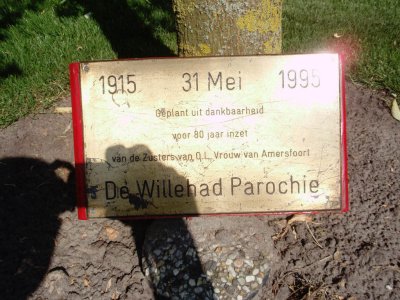 1915 31 Mei 1995
Geplant uit dankbaarheid
voor 80 jaar inzet
van de Zusters van O.L. Vrouw van Amersfoort
De Willehad Parochie